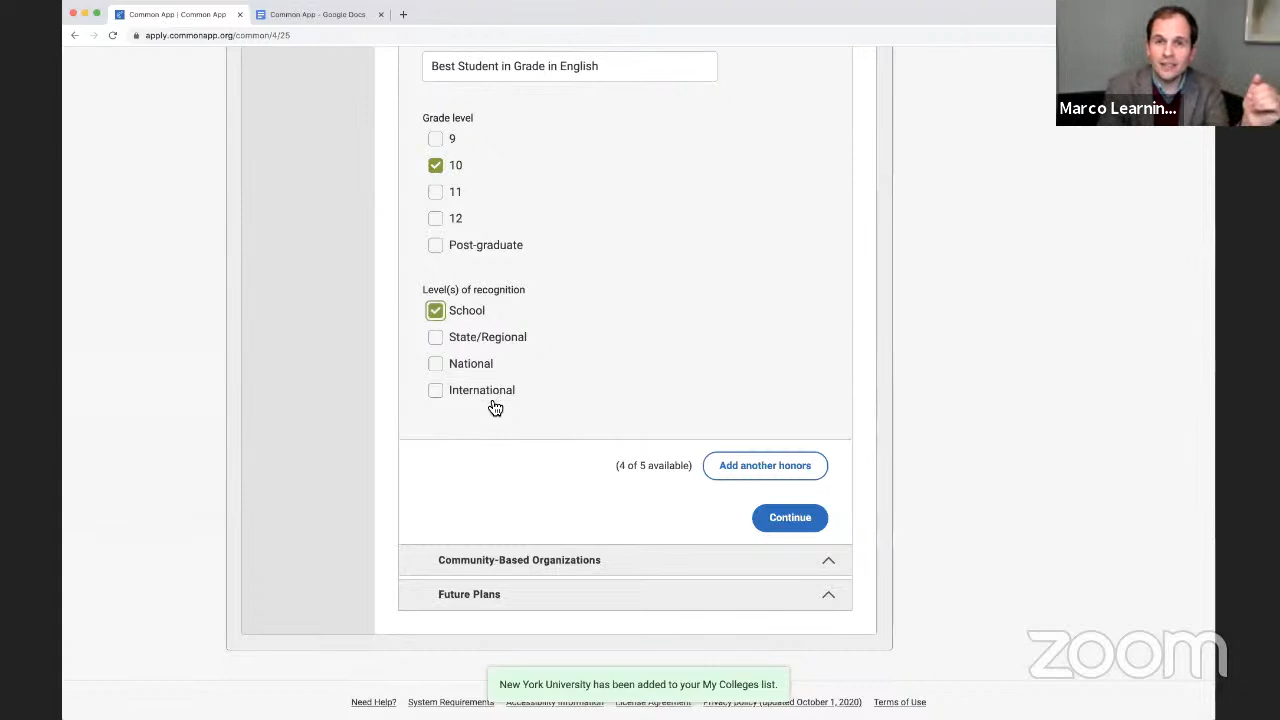 Common App | Common App
Common App - Google Docs
apply.commonapp.org/common/4/25
Marco Learnin...
Best Student in Grade in English
Grade level
9
10
11
12
Post-graduate
Level(s) of recognition
School
State/Regional
National
International
(4 of 5 available)
Add another honors
Continue
Community-Based Organizations
Future Plans
zoom
New York University has been added to your My Colleges list.
Need Help? System Requirements Accessibility Information License Agreement Privacy policy (updated October 1, 2020) Terms of Use